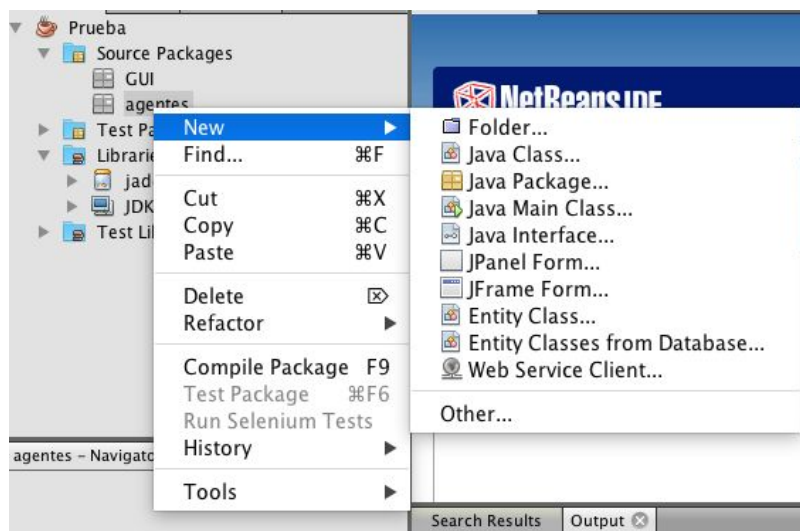 Prueba
Source Packages
GUI
agentes
Test Pa
Librarie
jad
JDK
Test Li
agentes – Navigato
New
Find... ⌘F
Cut ⌘X
Copy ⌘C
Paste ⌘V
Delete ⌦
Refactor
Compile Package F9
Test Package ⌘F6
Run Selenium Tests
History
Tools
NetBeans IDE
Folder...
Java Class...
Java Package...
Java Main Class...
Java Interface...
JPanel Form...
JFrame Form...
Entity Class...
Entity Classes from Database...
Web Service Client...
Other...
Search Results
Output